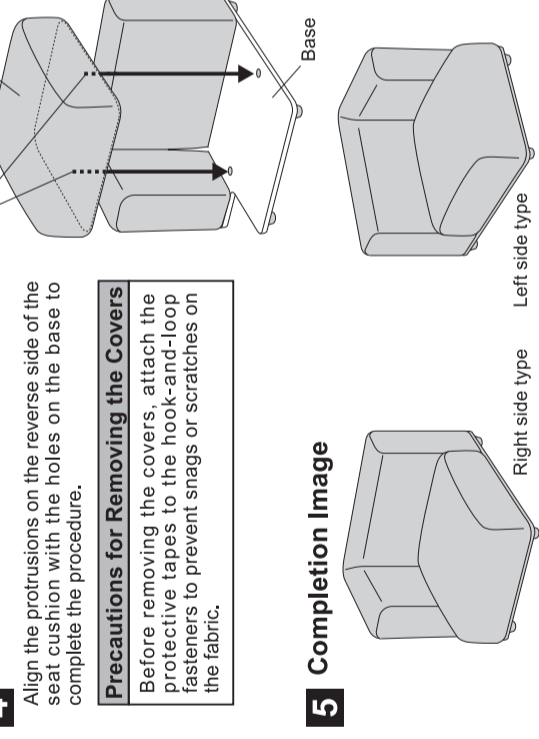 4
Align the protrusions on the reverse side of the
seat cushion with the holes on the base to
complete the procedure.
Precautions for Removing the Covers
Before removing the covers, attach the
protective tapes to the hook-and-loop
fasteners to prevent snags or scratches on
the fabric.
Base
5 Completion Image
Right side type
Left side type